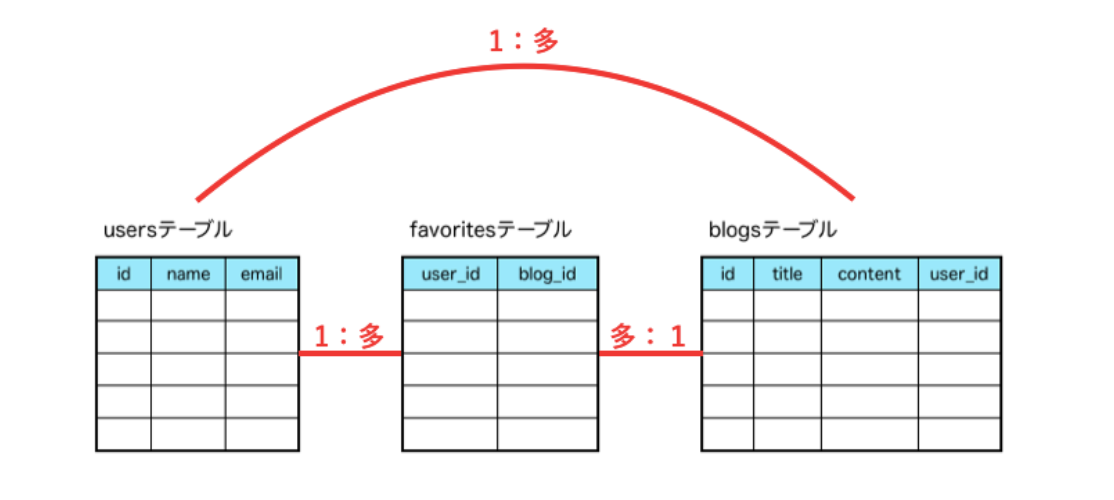 1：多
usersテーブル
favoritesテーブル
blogsテーブル
id name email
user_id blog_id
id title content user_id
1：多
多：1